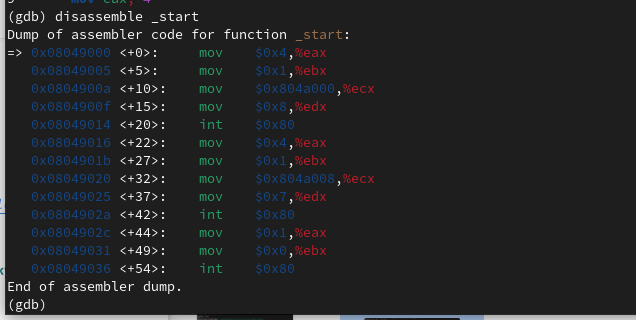 (gdb) disassemble _start
Dump of assembler code for function _start:
=> 0x08049000 <+0>:     mov    $0x4,%eax
   0x08049005 <+5>:     mov    $0x1,%ebx
   0x0804900a <+10>:    mov    $0x804a000,%ecx
   0x0804900f <+15>:    mov    $0x8,%edx
   0x08049014 <+20>:    int    $0x80
   0x08049016 <+22>:    mov    $0x4,%eax
   0x0804901b <+27>:    mov    $0x1,%ebx
   0x08049020 <+32>:    mov    $0x804a008,%ecx
   0x08049025 <+37>:    mov    $0x7,%edx
   0x0804902a <+42>:    int    $0x80
   0x0804902c <+44>:    mov    $0x1,%eax
   0x08049031 <+49>:    mov    $0x0,%ebx
   0x08049036 <+54>:    int    $0x80
End of assembler dump.
(gdb)